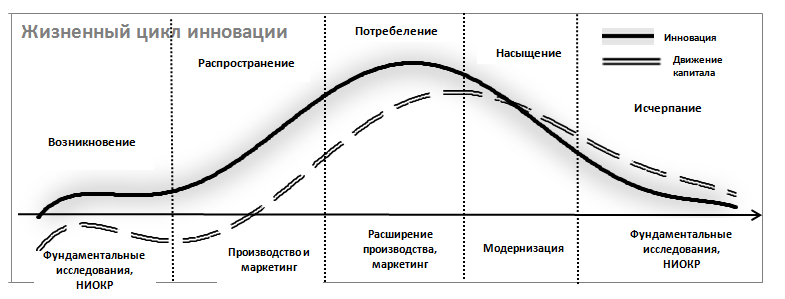 Жизненный цикл инновации
Потребеление
Насыщение
Инновация
Распространение
Движение
капитала
Исчерпание
Возникновение
Фундаментальные
исследования,
НИОКР
Производство и
маркетинг
Расширение
производства,
маркетинг
Модернизация
Фундаментальные
исследования,
НИОКР